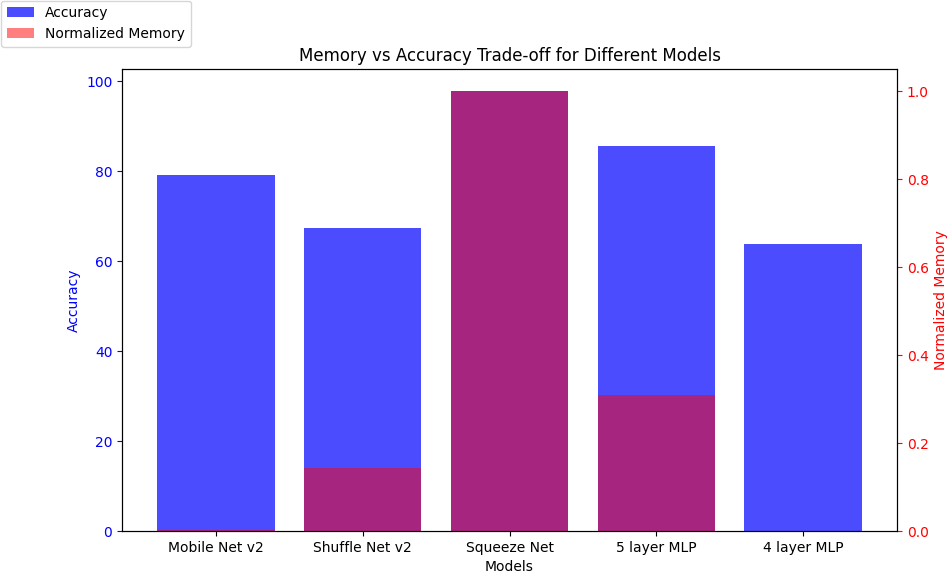 Accuracy
Normalized Memory
Memory vs Accuracy Trade-off for Different Models
100
80
60
40
20
0
Accuracy
1.0
0.8
0.6
0.4
0.2
0.0
Normalized Memory
Mobile Net v2
Shuffle Net v2
Squeeze Net
5 layer MLP
4 layer MLP
Models